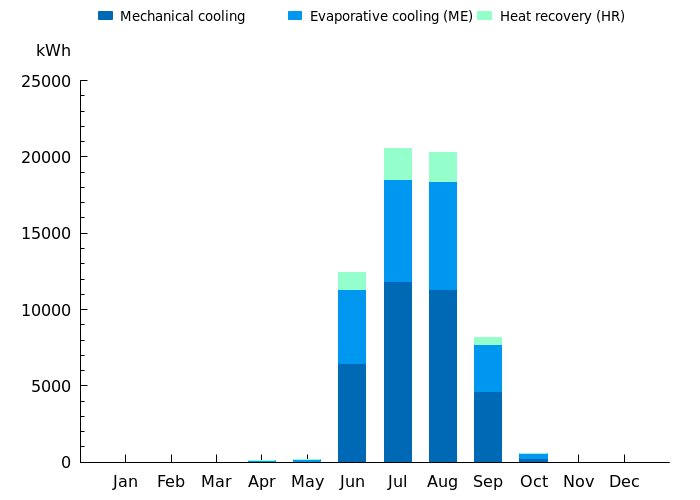 Mechanical cooling Evaporative cooling (ME) Heat recovery (HR)
kWh
25000
20000
15000
10000
5000
0
Jan Feb Mar Apr May Jun Jul Aug Sep Oct Nov Dec